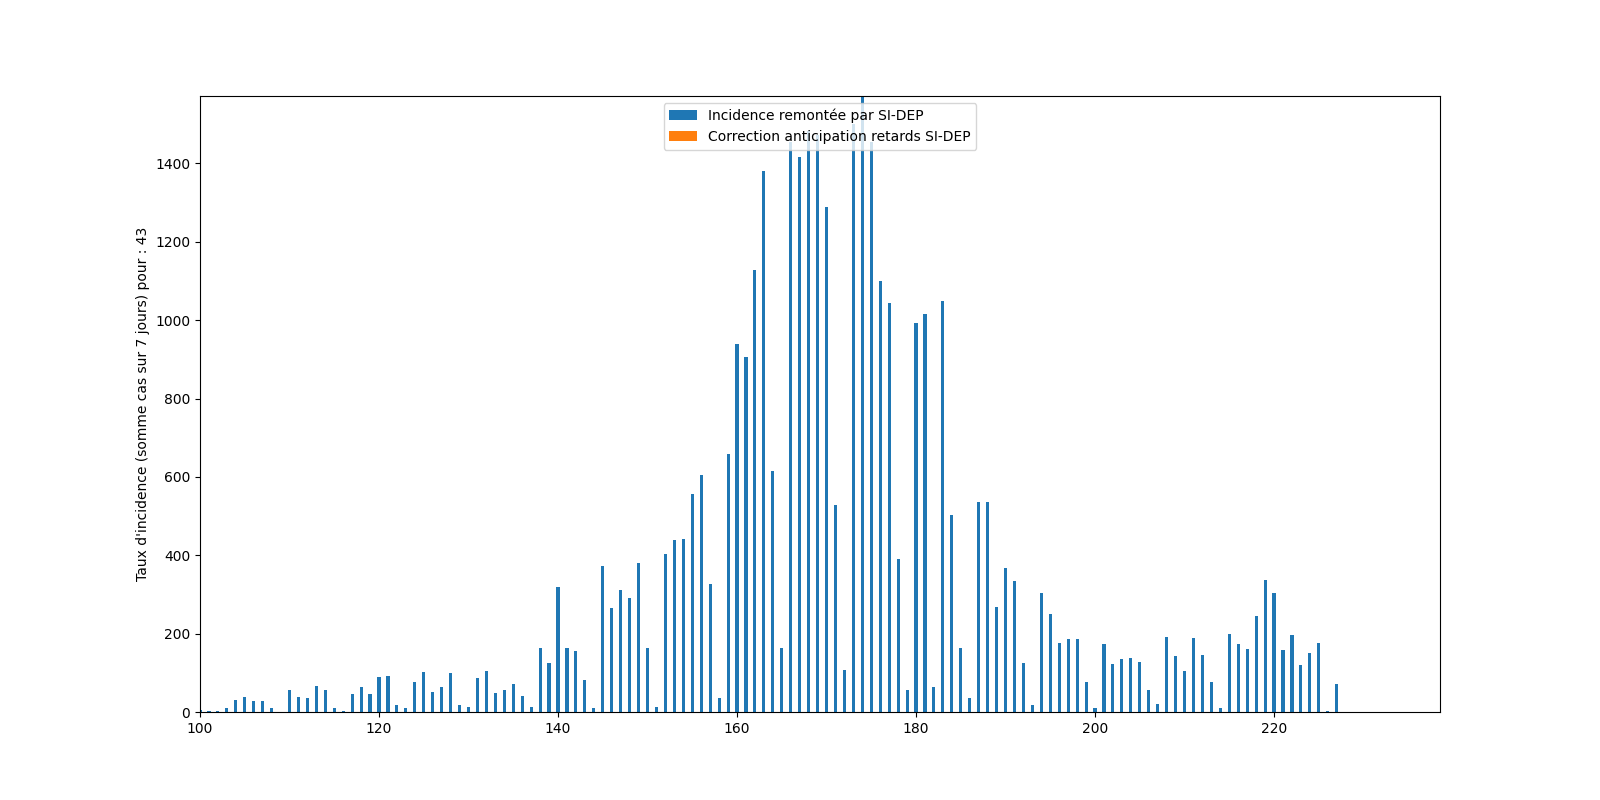 Incidence remontée par SI-DEP
Correction anticipation retards SI-DEP
Taux d'incidence (somme cas sur 7 jours) pour : 43
1400
1200
1000
800
600
400
200
0
100 120 140 160 180 200 220